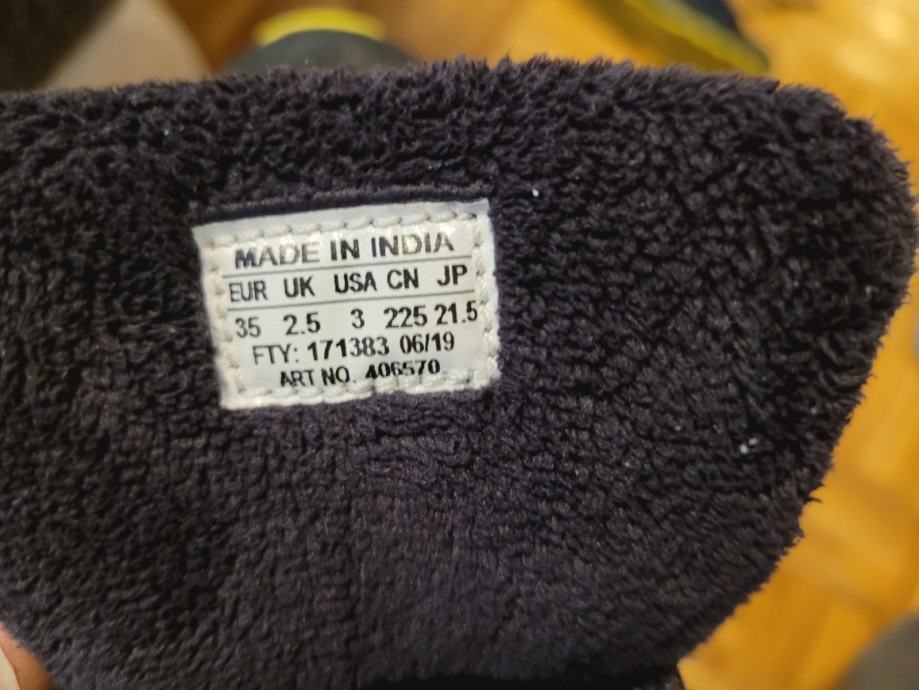 MADE IN INDIA
EUR UK USA CN JP
35 2.5 3 225 21.5
FTY: 171383 06/19
ART NO. 406570